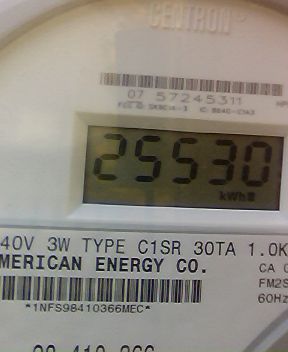 CENTRON
07 57245311
25530
kWh
40V 3W TYPE C1SR 30TA 1.0K
MERICAN ENERGY CO.
CA 0
FM2S
*1NFS98410366MEC*
60Hz